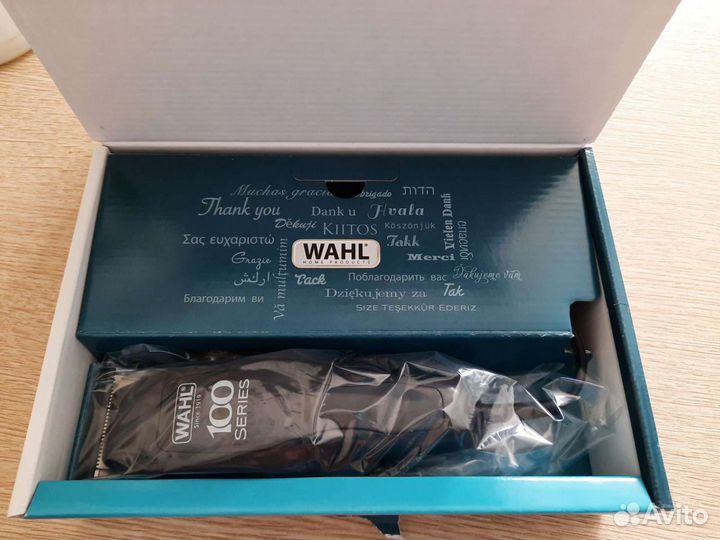 Muchas gracias Obrigado הדות
Thank you Dank u Hvala
Děkuji KIITOS Köszönjük Vielen Dank спасибо
Σας ευχαριστώ WAHL Takk
HOME PRODUCTS
Grazie Merci
Vă mulțumim Tack Поблагодарить вас Ďakujeme vám
Благодарим ви Dziękujemy za Tak
SIZE TEŞEKKÜR EDERIZ
WAHL
Since 1919
100
SERIES
Avito